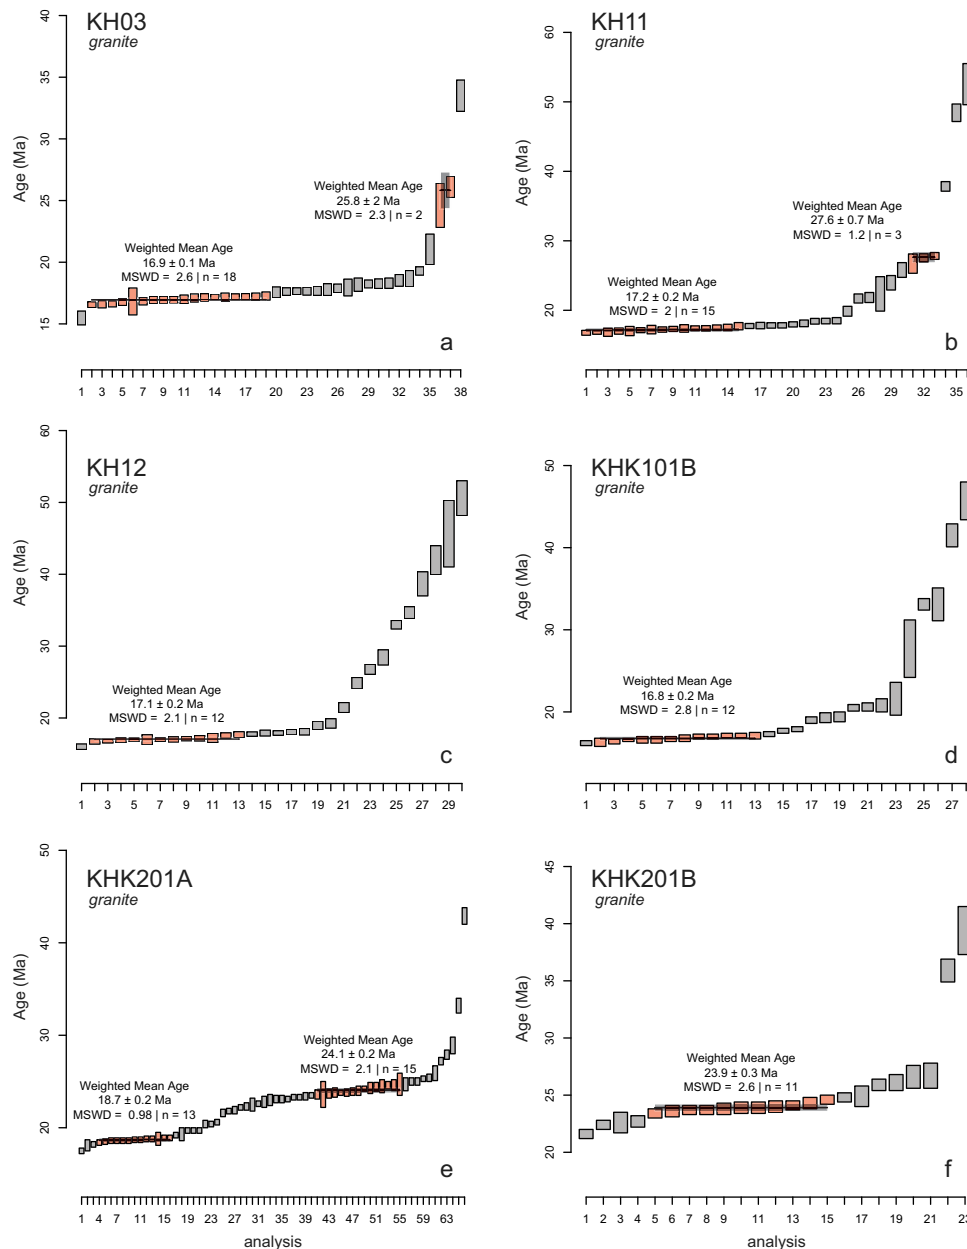 KH03
granite
Age (Ma)
15 20 25 30 35 40
Weighted Mean Age
16.9 ± 0.1 Ma
MSWD = 2.6 | n = 18
Weighted Mean Age
25.8 ± 2 Ma
MSWD = 2.3 | n = 2
a
1 3 5 7 9 11 14 17 20 23 26 29 32 35 38
KH11
granite
Age (Ma)
20 30 40 50 60
Weighted Mean Age
17.2 ± 0.2 Ma
MSWD = 2 | n = 15
Weighted Mean Age
27.6 ± 0.7 Ma
MSWD = 1.2 | n = 3
b
1 3 5 7 9 11 14 17 20 23 26 29 32 35
KH12
granite
Age (Ma)
20 30 40 50 60
Weighted Mean Age
17.1 ± 0.2 Ma
MSWD = 2.1 | n = 12
c
1 3 5 7 9 11 13 15 17 19 21 23 25 27 29
KHK101B
granite
Age (Ma)
20 30 40 50
Weighted Mean Age
16.8 ± 0.2 Ma
MSWD = 2.8 | n = 12
d
1 3 5 7 9 11 13 15 17 19 21 23 25 27
KHK201A
granite
Age (Ma)
20 30 40 50
Weighted Mean Age
18.7 ± 0.2 Ma
MSWD = 0.98 | n = 13
Weighted Mean Age
24.1 ± 0.2 Ma
MSWD = 2.1 | n = 15
e
1 4 7 11 15 19 23 27 31 35 39 43 47 51 55 59 63
analysis
KHK201B
granite
Age (Ma)
20 25 30 35 40 45
Weighted Mean Age
23.9 ± 0.3 Ma
MSWD = 2.6 | n = 11
f
1 2 3 4 5 6 7 8 9 11 13 15 17 19 21 23
analysis